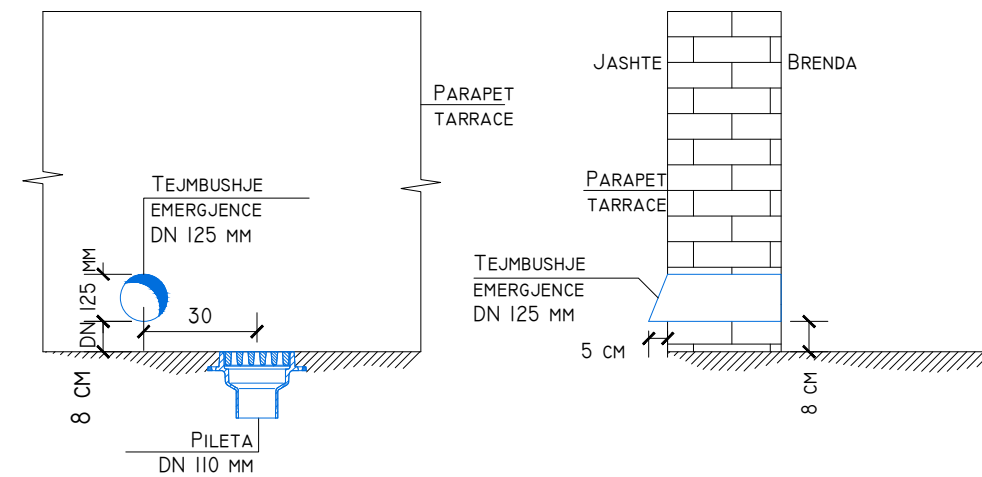 PARAPET
TARRACE
TEJMBUSHJE
EMERGJENCE
DN 125 MM
DN 125 MM
30
8 CM
PILETA
DN 110 MM
JASHTE
BRENDA
PARAPET
TARRACE
TEJMBUSHJE
EMERGJENCE
DN 125 MM
5 CM
8 CM